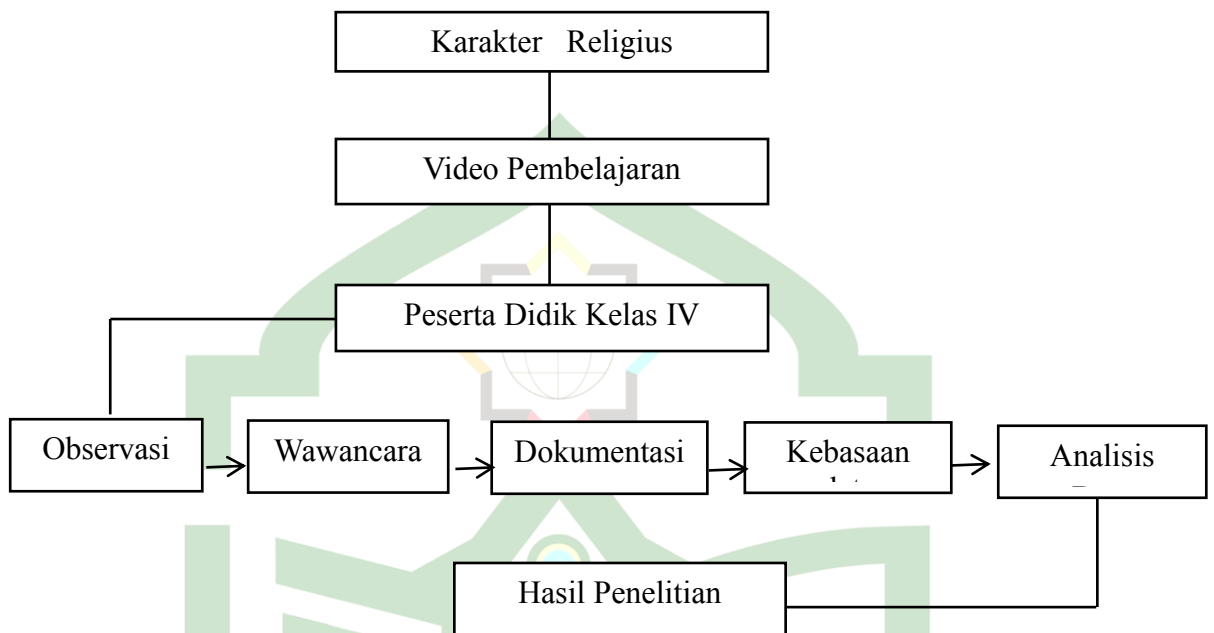 Karakter Religius
Video Pembelajaran
Peserta Didik Kelas IV
Observasi
Wawancara
Dokumentasi
Kebasaan
Analisis
Hasil Penelitian